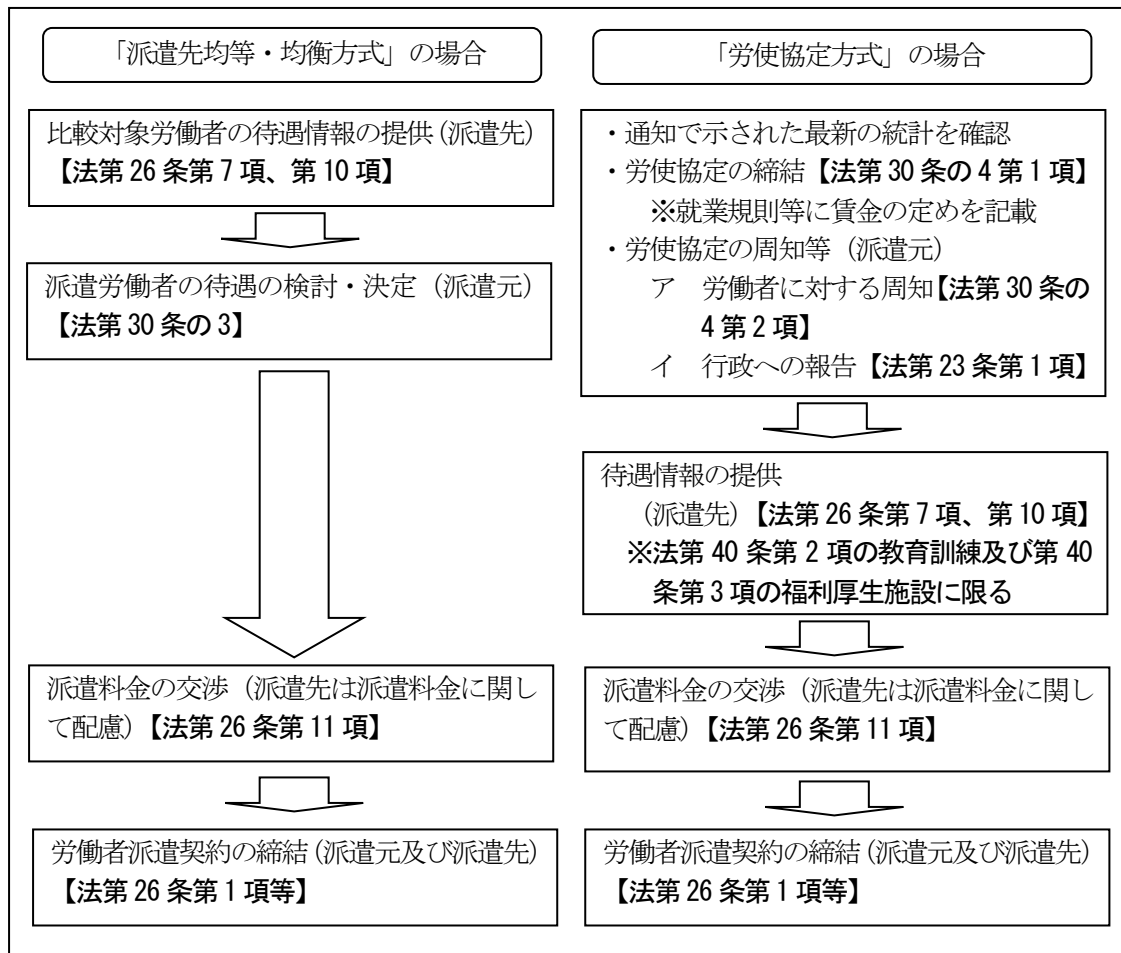 「派遣先均等・均衡方式」の場合
比較対象労働者の待遇情報の提供(派遣先)
【法第 26 条第 7 項、第 10 項】
派遣労働者の待遇の検討・決定（派遣元）
【法第 30 条の 3】
派遣料金の交渉（派遣先は派遣料金に関し
て配慮）【法第 26 条第 11 項】
労働者派遣契約の締結(派遣元及び派遣先)
【法第 26 条第 1 項等】
「労使協定方式」の場合
・通知で示された最新の統計を確認
・労使協定の締結【法第 30 条の 4 第 1 項】
※就業規則等に賃金の定めを記載
・労使協定の周知等（派遣元）
ア　労働者に対する周知【法第 30 条の
4 第 2 項】
イ　行政への報告【法第 23 条第 1 項】
待遇情報の提供
（派遣先）【法第 26 条第 7 項、第 10 項】
※法第 40 条第 2 項の教育訓練及び第 40
条第 3 項の福利厚生施設に限る
派遣料金の交渉（派遣先は派遣料金に関し
て配慮）【法第 26 条第 11 項】
労働者派遣契約の締結(派遣元及び派遣先)
【法第 26 条第 1 項等】